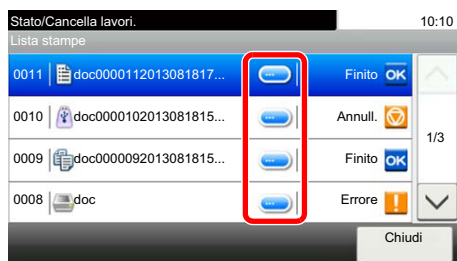 Stato/Cancella lavori. 10:10
Lista stampe
0011 doc0000112013081817... Finito OK
0010 doc0000102013081815... Annull.
1/3
0009 doc0000092013081815... Finito OK
0008 doc Errore
Chiudi